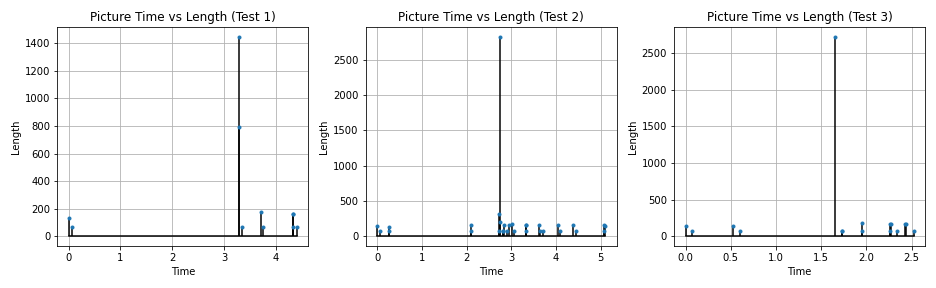 Picture Time vs Length (Test 1)
Length
1400
1200
1000
800
600
400
200
0
0 1 2 3 4
Time
Picture Time vs Length (Test 2)
Length
2500
2000
1500
1000
500
0
0 1 2 3 4 5
Time
Picture Time vs Length (Test 3)
Length
2500
2000
1500
1000
500
0
0.0 0.5 1.0 1.5 2.0 2.5
Time